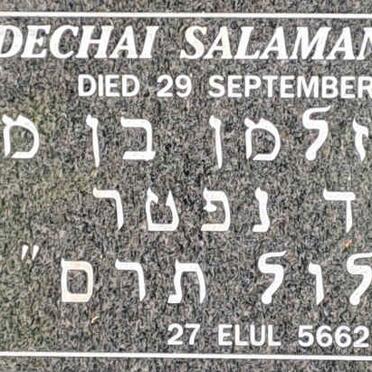 DECHAI SALAMAN
DIED 29 SEPTEMBER
זלמן בן מ
ד נפטר
לול תרס"
27 ELUL 5662